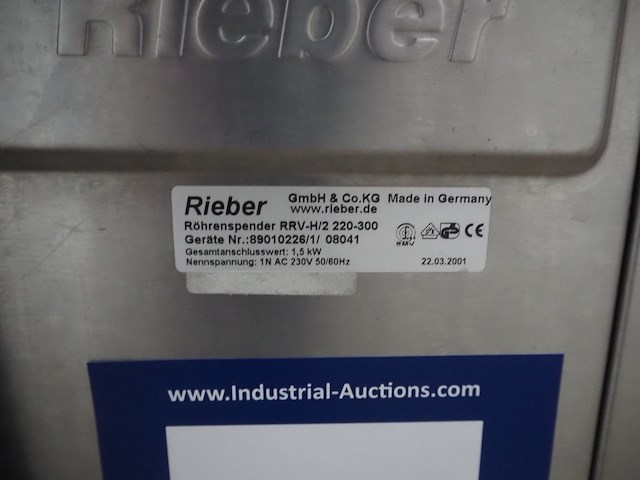 Rieber
Rieber GmbH & Co.KG Made in Germany
www.rieber.de
Röhrenspender RRV-H/2 220-300
Geräte Nr.:89010226/1/ 08041
Gesamtanschlusswert: 1,5 kW
Nennspannung: 1N AC 230V 50/60Hz
22.03.2001
www.Industrial-Auctions.com